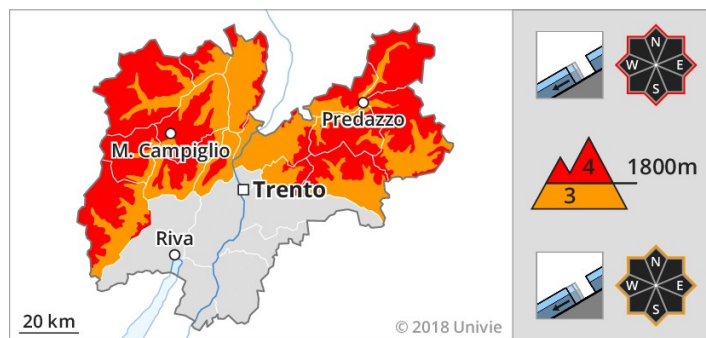 M. Campiglio
Predazzo
Trento
Riva
20 km
© 2018 Univie
N
W E
S
4 1800m
3
N
W E
S